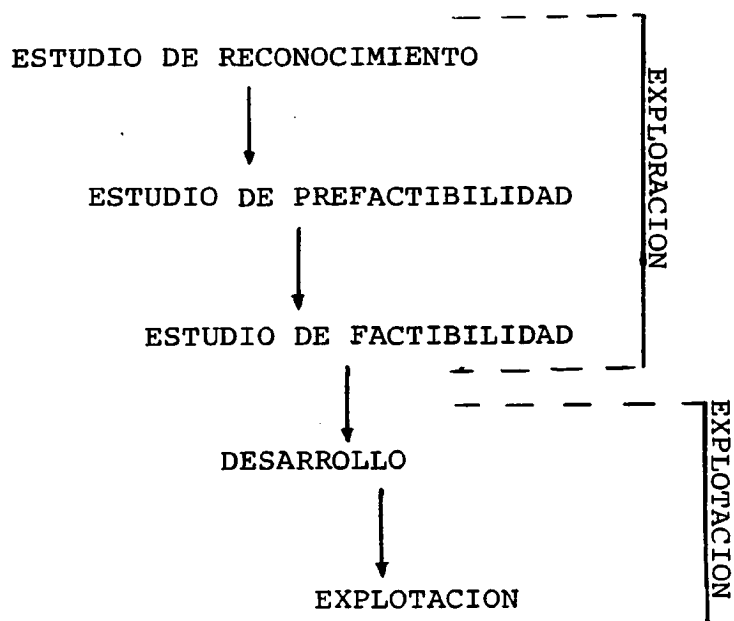 ESTUDIO DE RECONOCIMIENTO
ESTUDIO DE PREFACTIBILIDAD
ESTUDIO DE FACTIBILIDAD
EXPLORACION
DESARROLLO
EXPLOTACION
EXPLOTACION